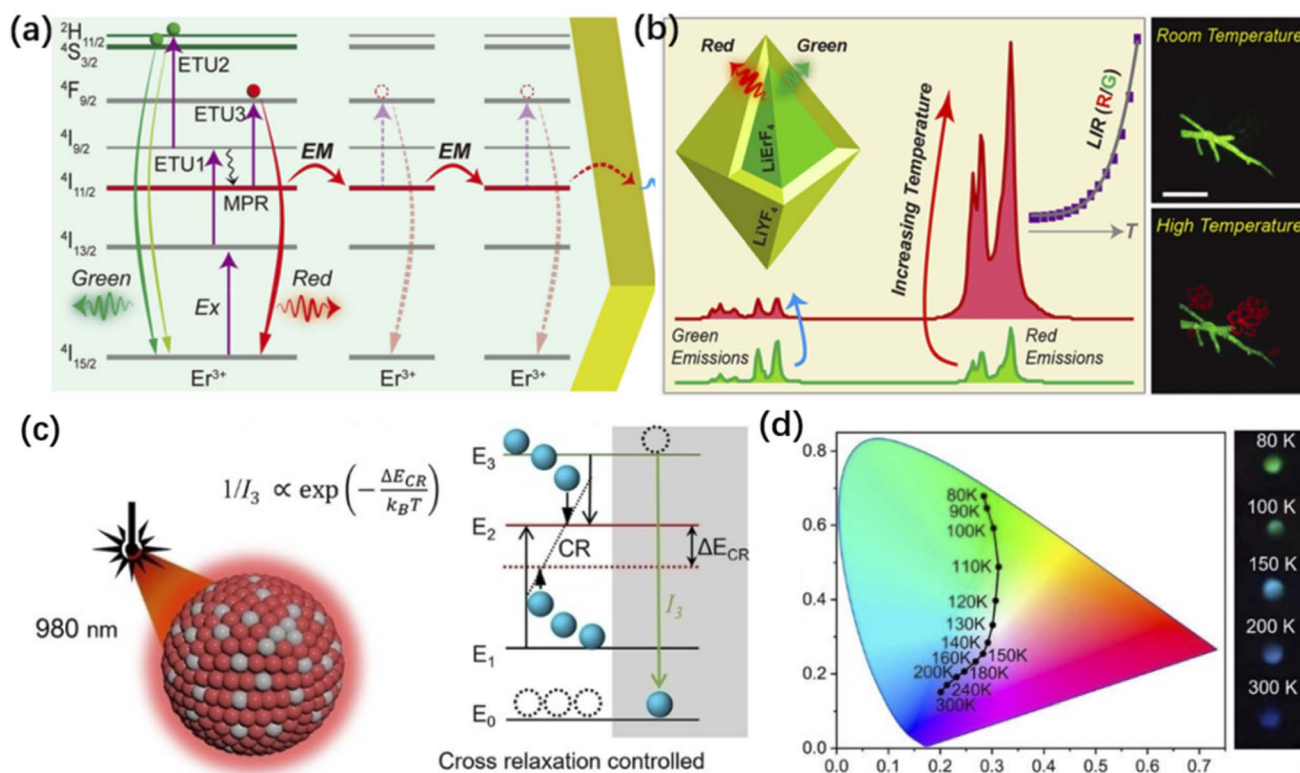 (a)
²H₁₁/₂
⁴S₃/₂
⁴F₉/₂
⁴I₉/₂
⁴I₁₁/₂
⁴I₁₃/₂
⁴I₁₅/₂
ETU2
ETU3
ETU1
MPR
EM
EM
Green
Ex
Red
Er³⁺
Er³⁺
Er³⁺
(b)
Red
Green
LiErF₄
LiYF₄
Increasing Temperature
LIR (R/G)
T
Green
Emissions
Red
Emissions
Room Temperature
High Temperature
(c)
1/I₃ ∝ exp(−ΔE_CR/k_BT)
980 nm
E₃
E₂
CR
ΔE_CR
I₃
E₁
E₀
Cross relaxation controlled
(d)
0.8
0.6
0.4
0.2
0.0
0.0 0.1 0.2 0.3 0.4 0.5 0.6 0.7
80K
90K
100K
110K
120K
130K
140K
150K
160K
180K
200K
240K
300K
80 K
100 K
150 K
200 K
300 K